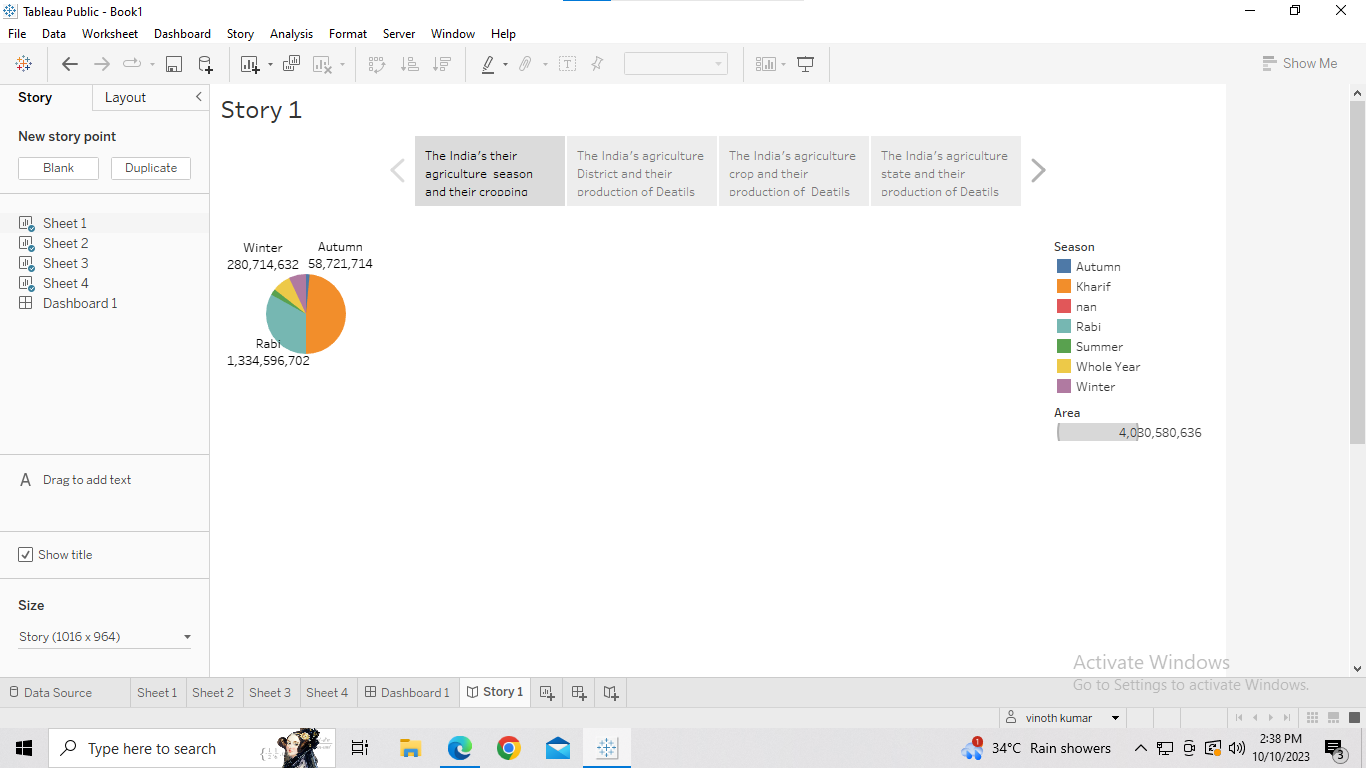 Tableau Public - Book1
File Data Worksheet Dashboard Story Analysis Format Server Window Help
Show Me
Story Layout
New story point
Blank Duplicate
Sheet 1
Sheet 2
Sheet 3
Sheet 4
Dashboard 1
A Drag to add text
Show title
Size
Story (1016 x 964)
Story 1
The India's their
agriculture season
and their cropping
The India's agriculture
District and their
production of Deatils
The India's agriculture
crop and their
production of Deatils
The India's agriculture
state and their
production of Deatils
Winter
280,714,632
Autumn
58,721,714
Rabi
1,334,596,702
Season
Autumn
Kharif
nan
Rabi
Summer
Whole Year
Winter
Area
4,030,580,636
Activate Windows
Go to Settings to activate Windows.
Data Source Sheet 1 Sheet 2 Sheet 3 Sheet 4 Dashboard 1 Story 1
vinoth kumar
Type here to search
1
34°C Rain showers
2:38 PM
10/10/2023
3